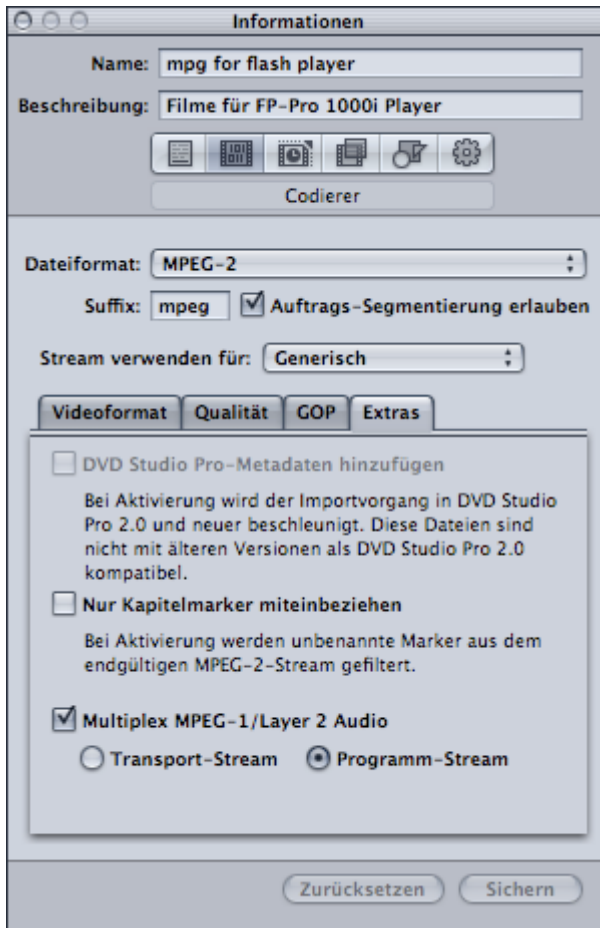 Informationen
Name: mpg for flash player
Beschreibung: Filme für FP-Pro 1000i Player
Codierer
Dateiformat: MPEG-2
Suffix: mpeg Auftrags-Segmentierung erlauben
Stream verwenden für: Generisch
Videoformat Qualität GOP Extras
DVD Studio Pro-Metadaten hinzufügen
Bei Aktivierung wird der Importvorgang in DVD Studio
Pro 2.0 und neuer beschleunigt. Diese Dateien sind
nicht mit älteren Versionen als DVD Studio Pro 2.0
kompatibel.
Nur Kapitelmarker miteinbeziehen
Bei Aktivierung werden unbenannte Marker aus dem
endgültigen MPEG-2-Stream gefiltert.
Multiplex MPEG-1/Layer 2 Audio
Transport-Stream Programm-Stream
Zurücksetzen Sichern